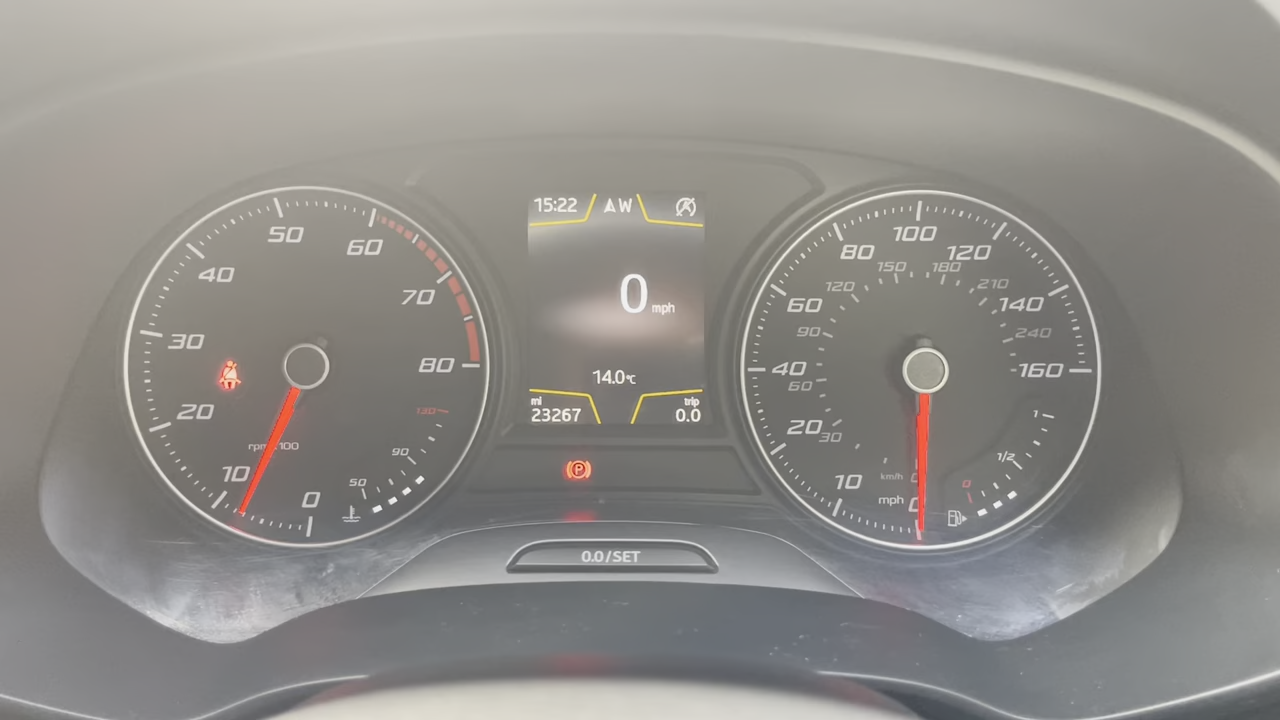 15:22 W
0 mph
14.0°C
mi trip
23267 0.0
P
0.0/SET
0 10 20 30 40 50 60 70 80
rpm x100
50 90 130
0 10 20 40 60 80 100 120 140 160
mph
30 60 90 120 150 180 210 240
km/h
0 1/2 1